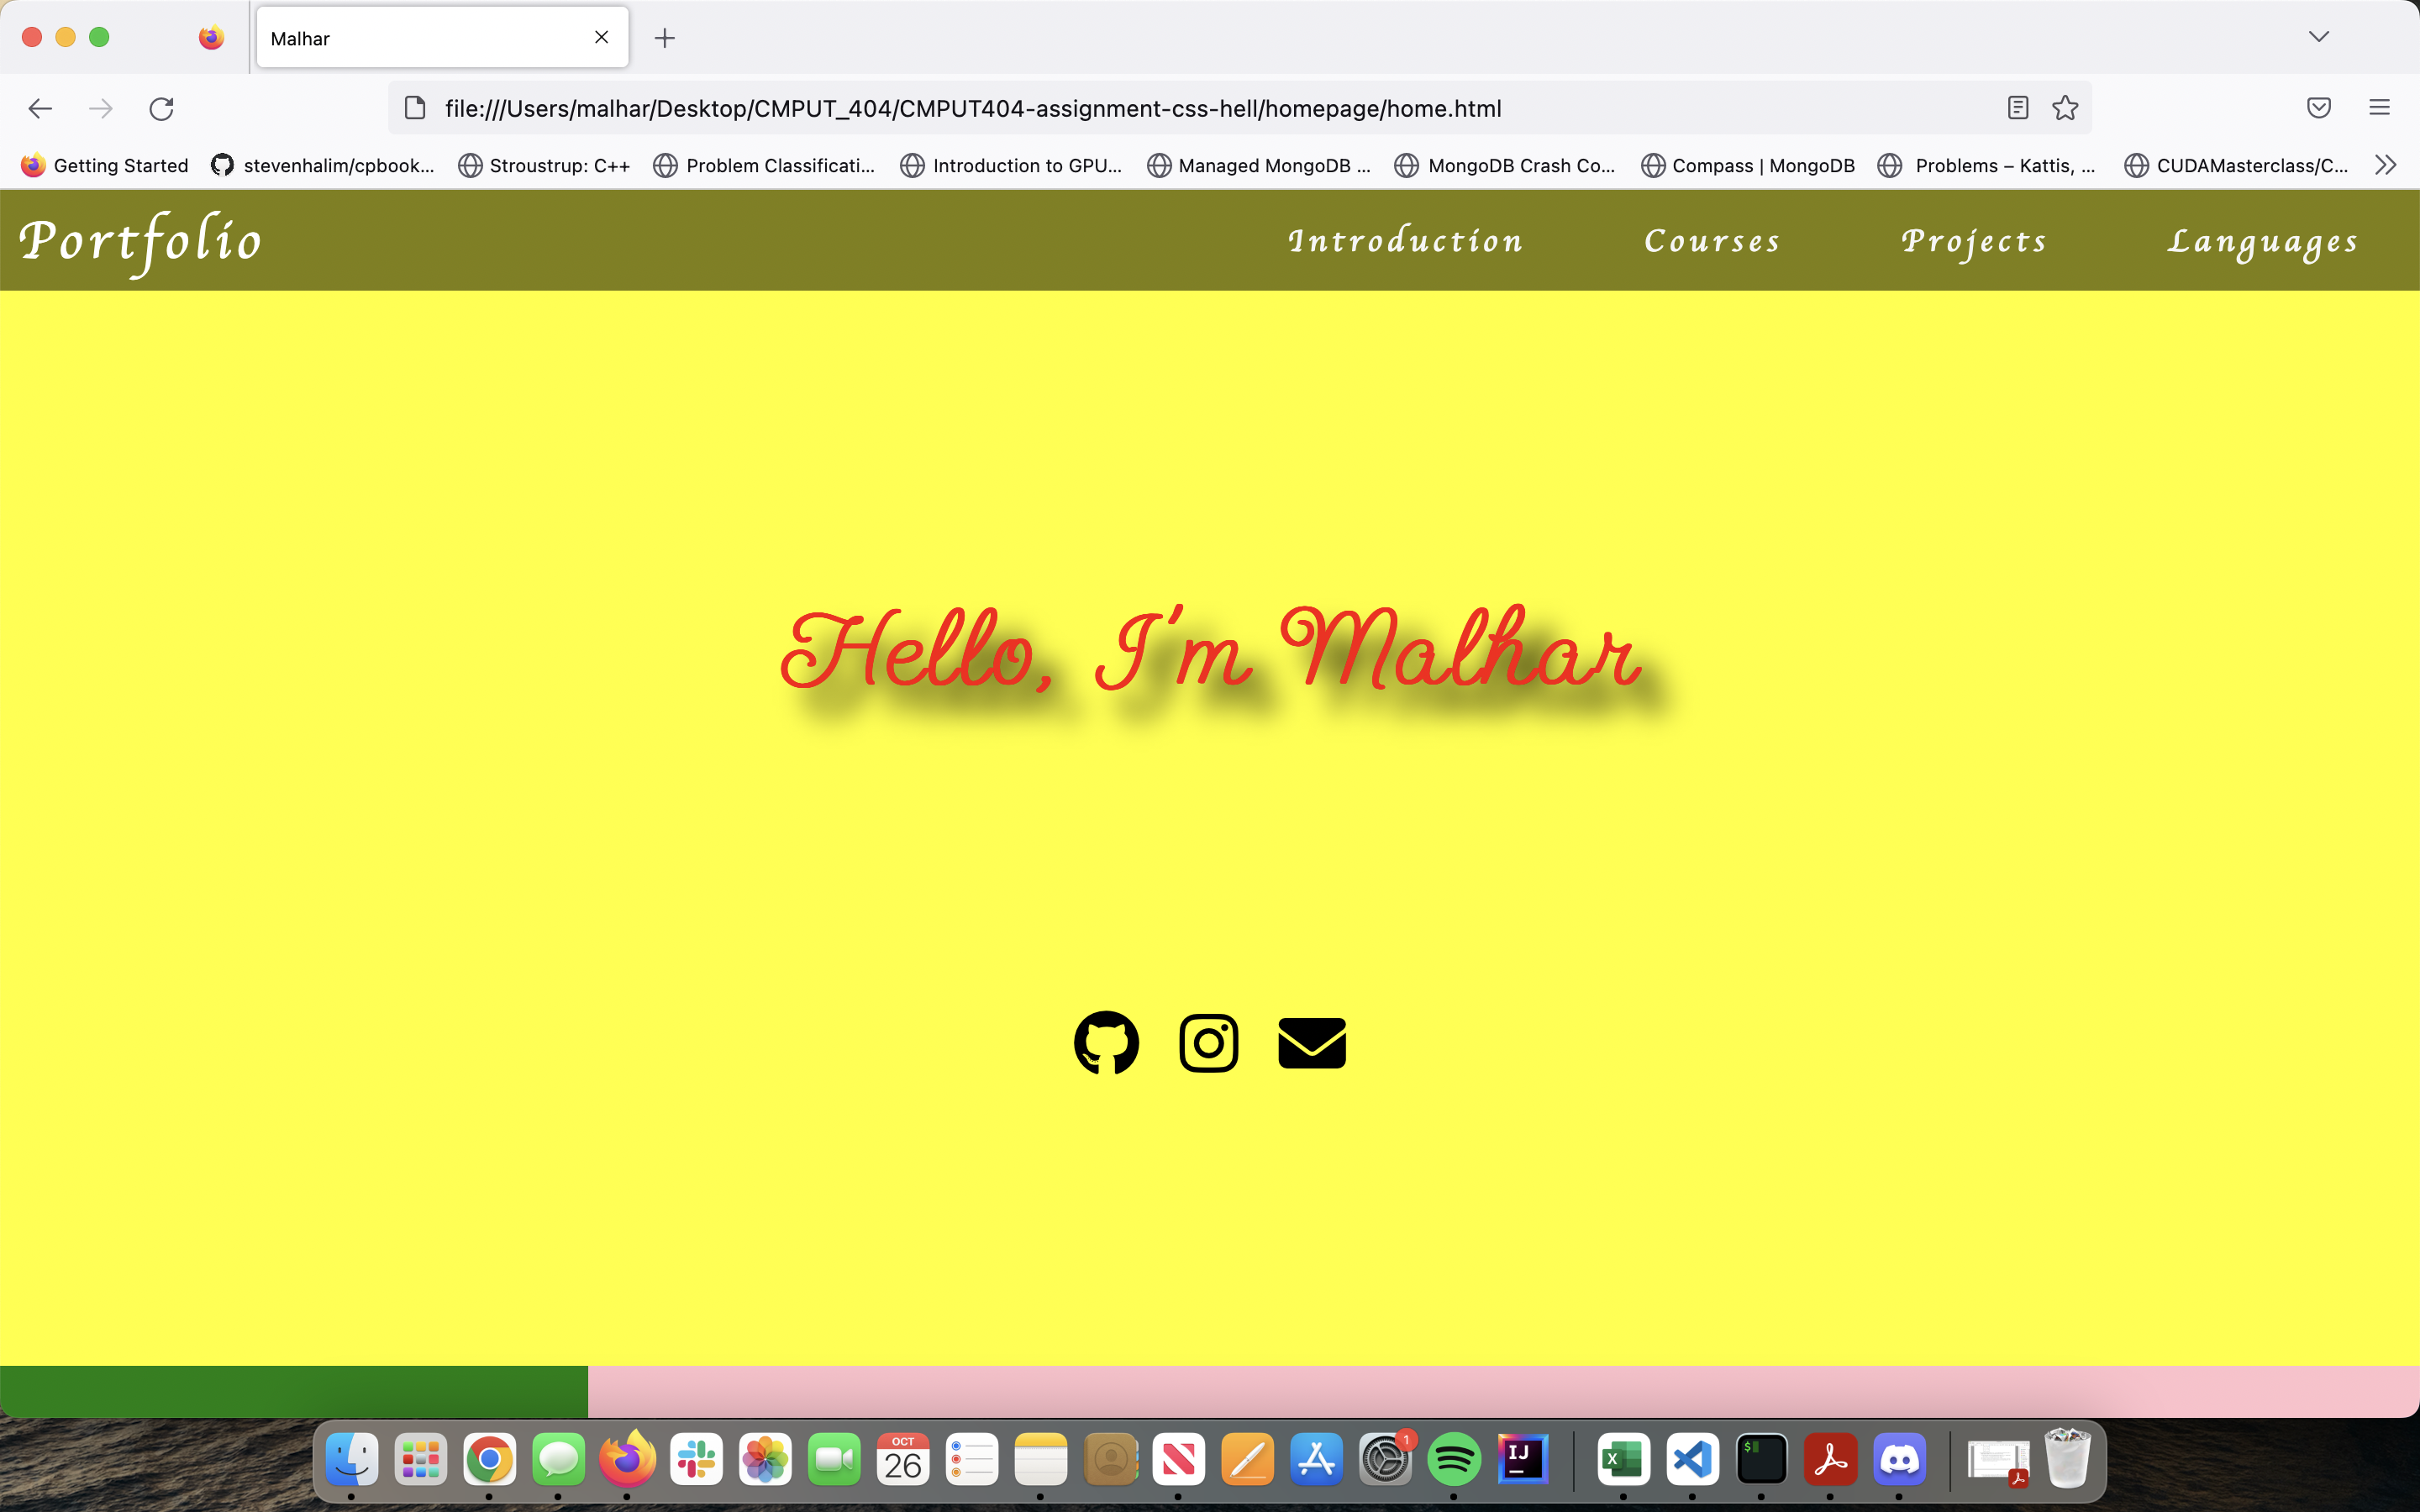 Malhar
file:///Users/malhar/Desktop/CMPUT_404/CMPUT404-assignment-css-hell/homepage/home.html
Getting Started stevenhalim/cpbook... Stroustrup: C++ Problem Classificati... Introduction to GPU... Managed MongoDB ... MongoDB Crash Co... Compass | MongoDB Problems – Kattis, ... CUDAMasterclass/C...
Portfolio Introduction Courses Projects Languages
Hello, I'm Malhar
OCT
26
1
IJ
X
$